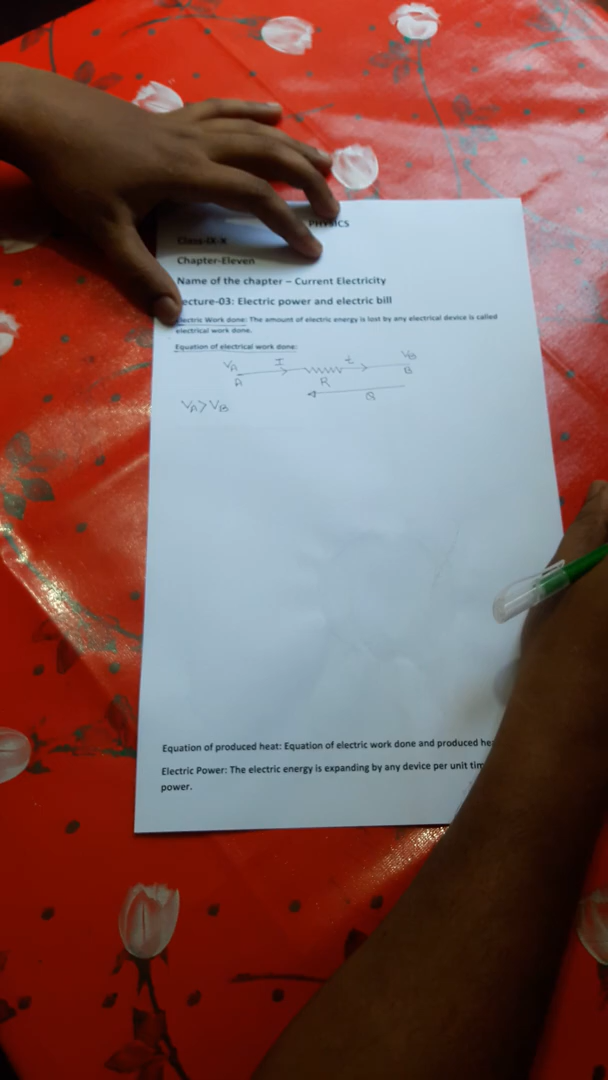 PHYSICS
Class-IX-X
Chapter-Eleven
Name of the chapter – Current Electricity
ecture-03: Electric power and electric bill
Electric Work done: The amount of electric energy is lost by any electrical device is called
electrical work done.
Equation of electrical work done:
VA I t VB
A R B
Q
VA > VB
Equation of produced heat: Equation of electric work done and produced hea
Electric Power: The electric energy is expanding by any device per unit tim
power.